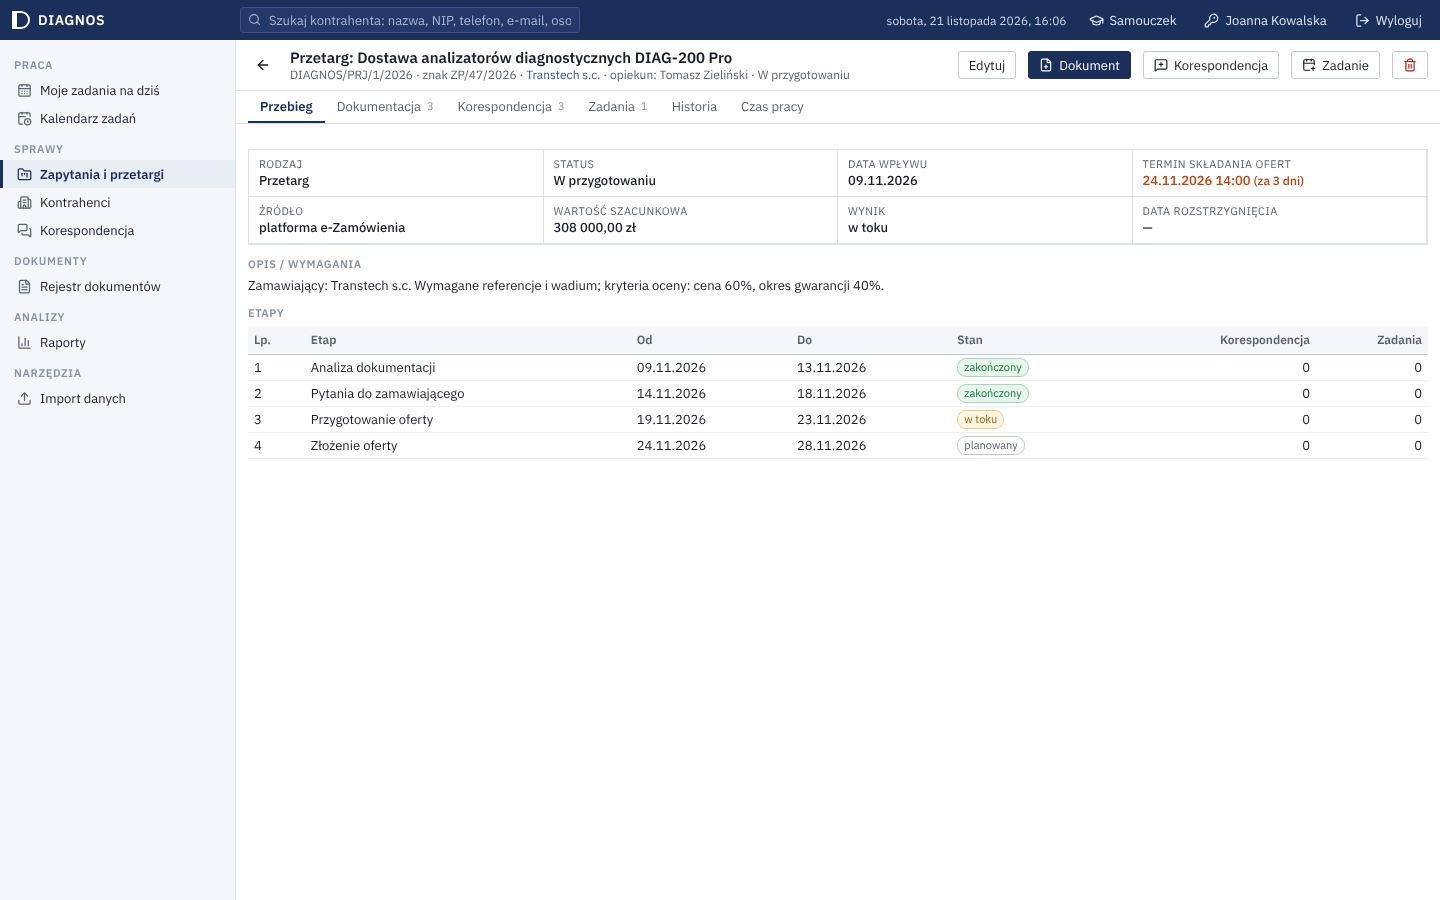 DIAGNOS
Szukaj kontrahenta: nazwa, NIP, telefon, e-mail, oso
sobota, 21 listopada 2026, 16:06
Samouczek
Joanna Kowalska
Wyloguj
PRACA
Moje zadania na dziś
Kalendarz zadań
SPRAWY
Zapytania i przetargi
Kontrahenci
Korespondencja
DOKUMENTY
Rejestr dokumentów
ANALIZY
Raporty
NARZĘDZIA
Import danych
Przetarg: Dostawa analizatorów diagnostycznych DIAG-200 Pro
DIAGNOS/PRJ/1/2026 · znak ZP/47/2026 · Transtech s.c. · opiekun: Tomasz Zieliński · W przygotowaniu
Edytuj
Dokument
Korespondencja
Zadanie
Przebieg
Dokumentacja 3
Korespondencja 3
Zadania 1
Historia
Czas pracy
RODZAJ
Przetarg
STATUS
W przygotowaniu
DATA WPŁYWU
09.11.2026
TERMIN SKŁADANIA OFERT
24.11.2026 14:00 (za 3 dni)
ŹRÓDŁO
platforma e-Zamówienia
WARTOŚĆ SZACUNKOWA
308 000,00 zł
WYNIK
w toku
DATA ROZSTRZYGNIĘCIA
—
OPIS / WYMAGANIA
Zamawiający: Transtech s.c. Wymagane referencje i wadium; kryteria oceny: cena 60%, okres gwarancji 40%.
ETAPY
Lp. Etap Od Do Stan Korespondencja Zadania
1 Analiza dokumentacji 09.11.2026 13.11.2026 zakończony 0 0
2 Pytania do zamawiającego 14.11.2026 18.11.2026 zakończony 0 0
3 Przygotowanie oferty 19.11.2026 23.11.2026 w toku 0 0
4 Złożenie oferty 24.11.2026 28.11.2026 planowany 0 0